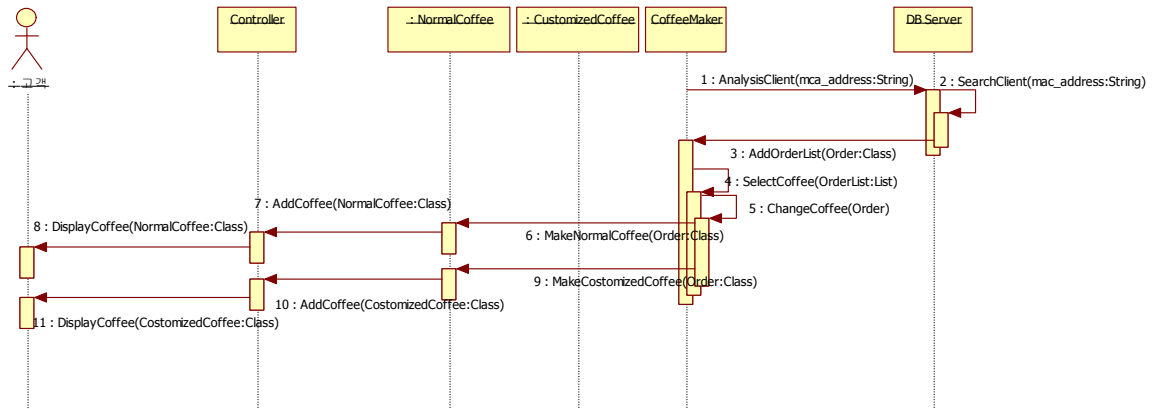 Controller
: NormalCoffee
: CustomizedCoffee
CoffeeMaker
DB Server
: 고객
1 : AnalysisClient(mca_address:String)
2 : SearchClient(mac_address:String)
3 : AddOrderList(Order:Class)
4 : SelectCoffee(OrderList:List)
5 : ChangeCoffee(Order)
7 : AddCoffee(NormalCoffee:Class)
8 : DisplayCoffee(NormalCoffee:Class)
6 : MakeNormalCoffee(Order:Class)
9 : MakeCostomizedCoffee(Order:Class)
10 : AddCoffee(CostomizedCoffee:Class)
11 : DisplayCoffee(CostomizedCoffee:Class)